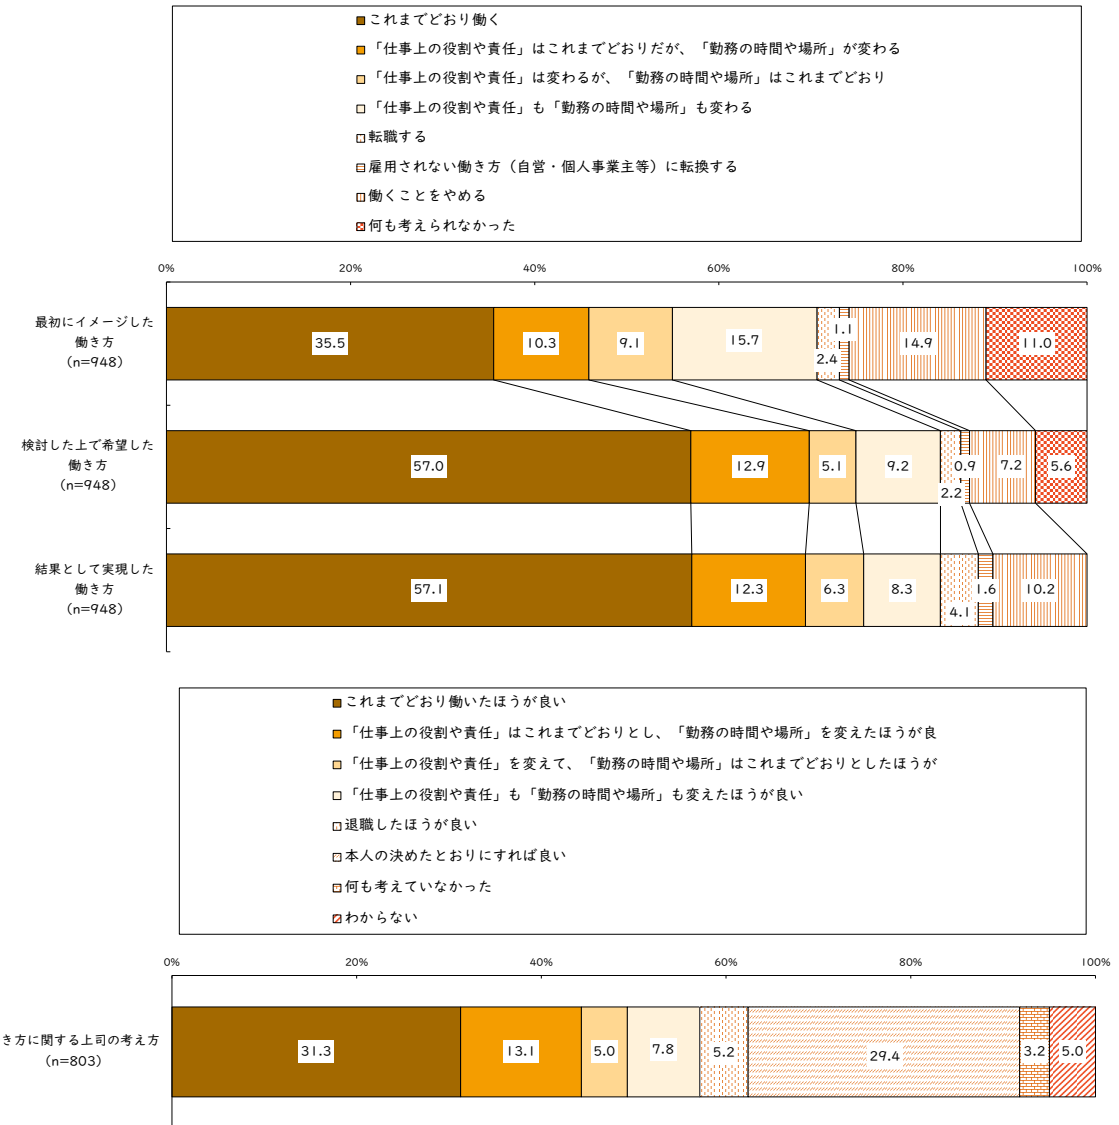 これまでどおり働く
「仕事上の役割や責任」はこれまでどおりだが、「勤務の時間や場所」が変わる
「仕事上の役割や責任」は変わるが、「勤務の時間や場所」はこれまでどおり
「仕事上の役割や責任」も「勤務の時間や場所」も変わる
転職する
雇用されない働き方（自営・個人事業主等）に転換する
働くことをやめる
何も考えられなかった
0% 20% 40% 60% 80% 100%
最初にイメージした
働き方
(n=948)
35.5 10.3 9.1 15.7 2.4 1.1 14.9 11.0
検討した上で希望した
働き方
(n=948)
57.0 12.9 5.1 9.2 2.2 0.9 7.2 5.6
結果として実現した
働き方
(n=948)
57.1 12.3 6.3 8.3 4.1 1.6 10.2
これまでどおり働いたほうが良い
「仕事上の役割や責任」はこれまでどおりとし、「勤務の時間や場所」を変えたほうが良
「仕事上の役割や責任」を変えて、「勤務の時間や場所」はこれまでどおりとしたほうが
「仕事上の役割や責任」も「勤務の時間や場所」も変えたほうが良い
退職したほうが良い
本人の決めたとおりにすれば良い
何も考えていなかった
わからない
0% 20% 40% 60% 80% 100%
き方に関する上司の考え方
(n=803)
31.3 13.1 5.0 7.8 5.2 29.4 3.2 5.0